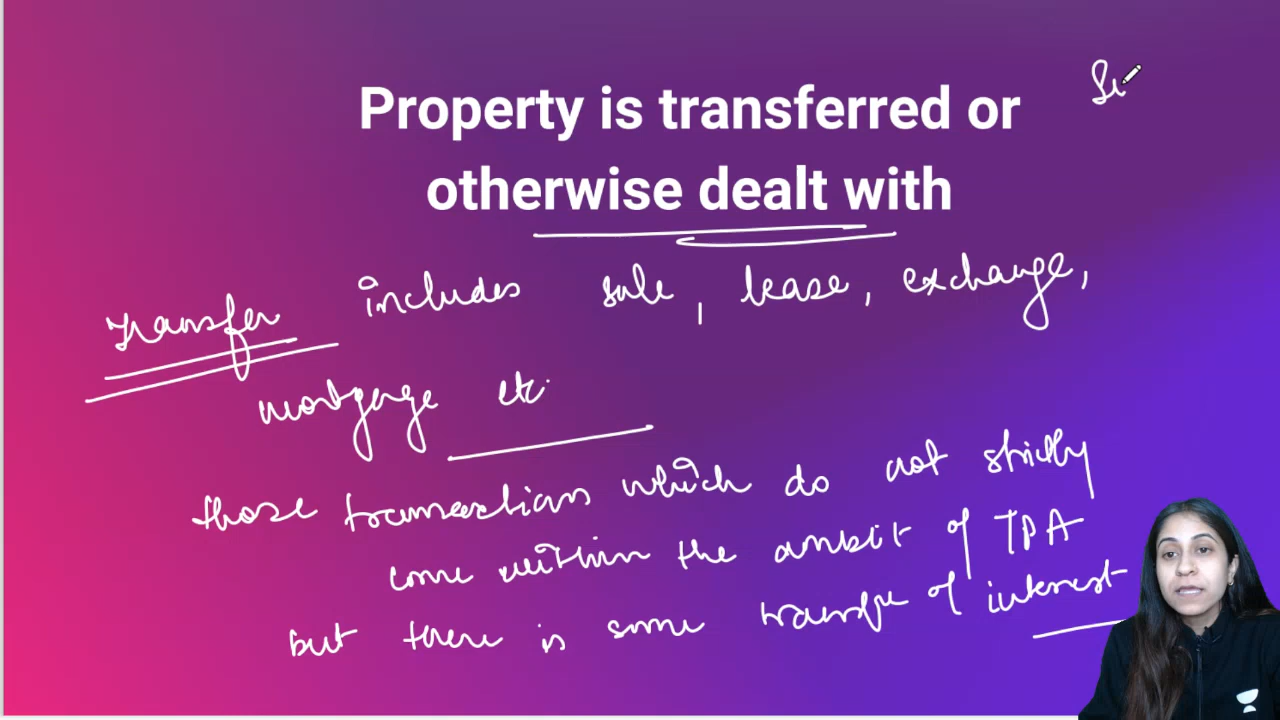 Property is transferred or
otherwise dealt with
Transfer includes sale, lease, exchange,
mortgage etc.
those transactions which do not strictly
come within the ambit of TPA
but there is some transfer of interest